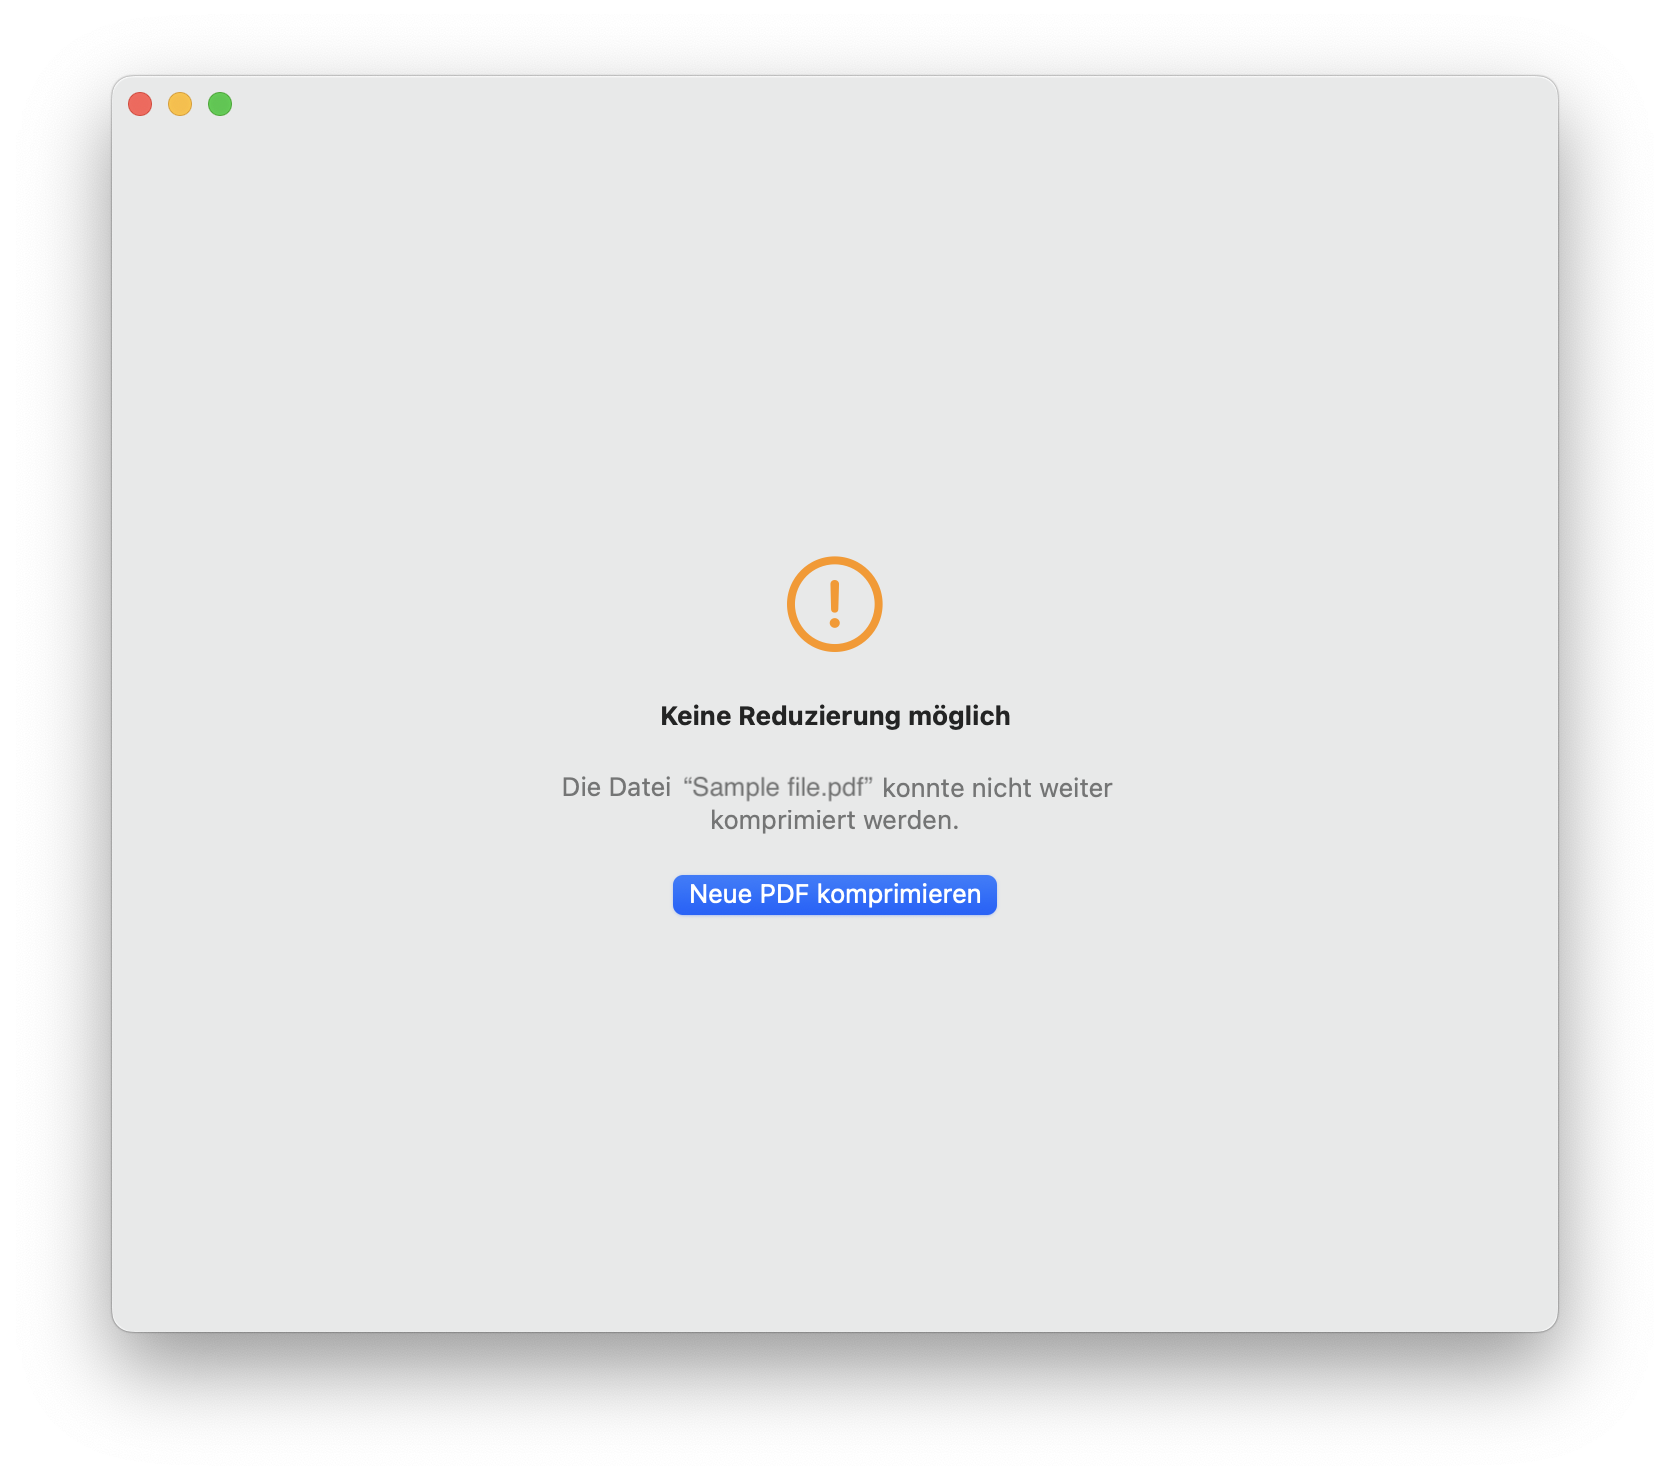 Keine Reduzierung möglich
Die Datei “Sample file.pdf” konnte nicht weiter
komprimiert werden.
Neue PDF komprimieren